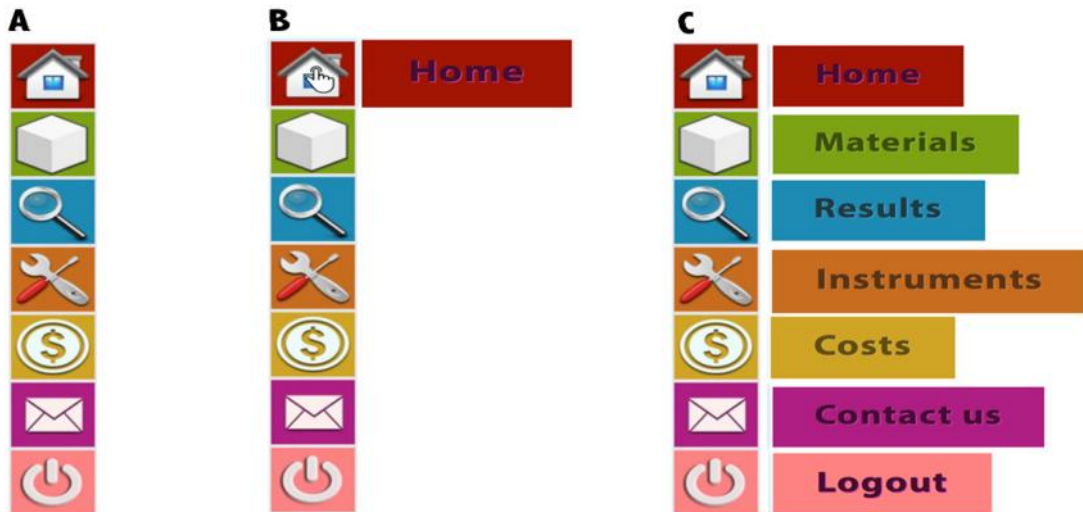 A
B
C
Home
Home
Materials
Results
Instruments
$
$
$
Costs
Contact us
Logout